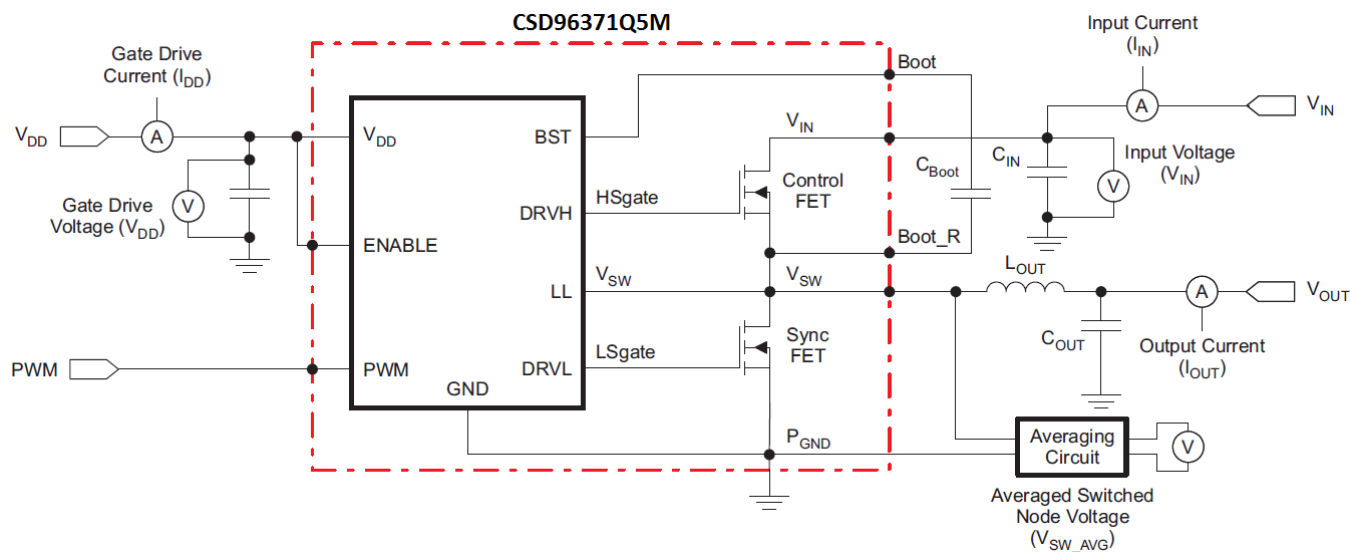 CSD96371Q5M
Gate Drive
Current (IDD)
VDD
A
V
Gate Drive
Voltage (VDD)
PWM
VDD
ENABLE
PWM
GND
BST
DRVH
LL
DRVL
HSgate
VSW
LSgate
VIN
Control
FET
VSW
Sync
FET
PGND
Boot
CBoot
Boot_R
Input Current
(IIN)
A
VIN
CIN
V
Input Voltage
(VIN)
LOUT
A
VOUT
COUT
Output Current
(IOUT)
Averaging
Circuit
V
Averaged Switched
Node Voltage
(VSW_AVG)